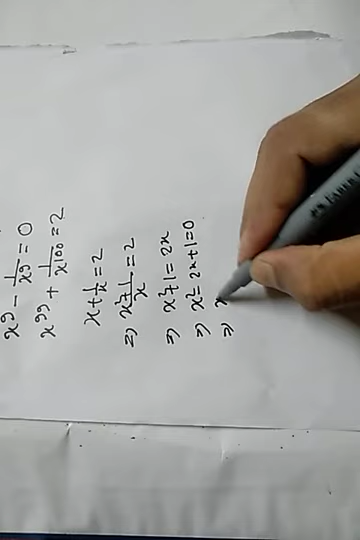 x9 - 1/x9 = 0
x99 + 1/x100 = 2
x + 1/x = 2
⇒ x²+1/x = 2
⇒ x²+1 = 2x
⇒ x²-2x+1=0
⇒ x